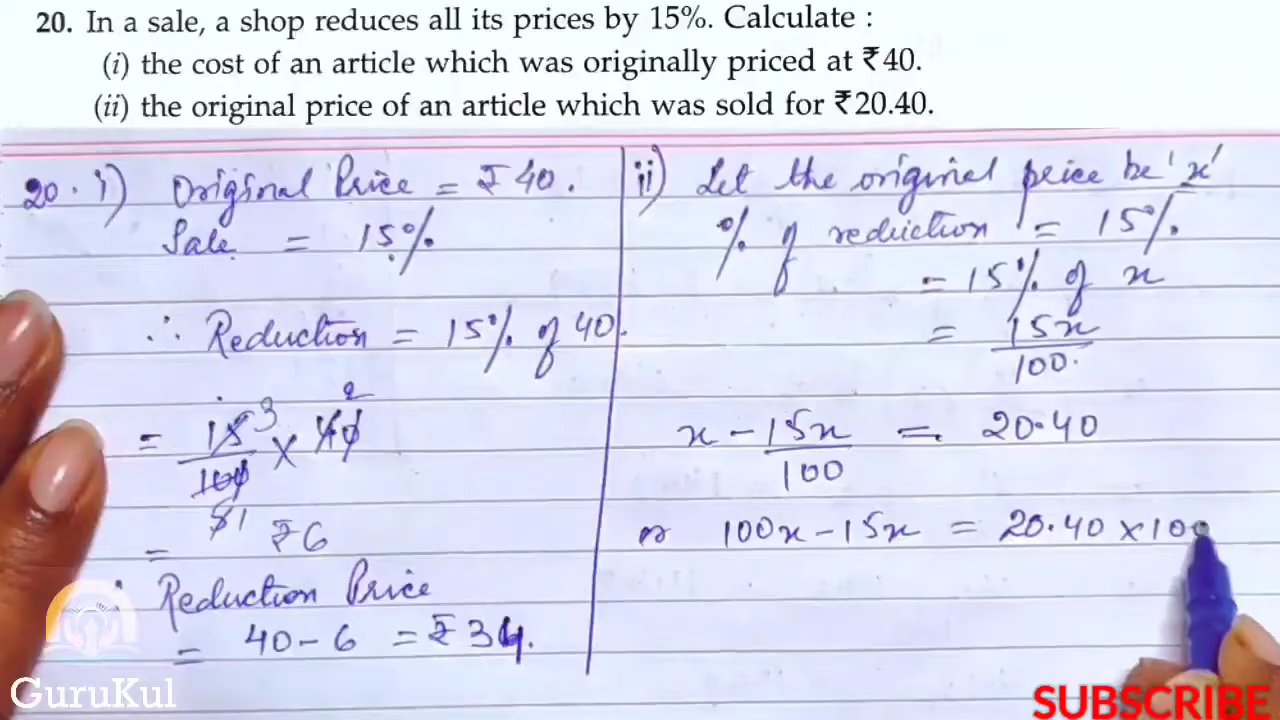 20. In a sale, a shop reduces all its prices by 15%. Calculate :
(i) the cost of an article which was originally priced at ₹40.
(ii) the original price of an article which was sold for ₹20.40.
20. i) Original Price = ₹40.
Sale = 15%
∴ Reduction = 15% of 40.
= 15/100 3 × 40 2
51
= ₹6
∴ Reduction Price
= 40 - 6 = ₹34.
ii) Let the original price be 'x'
% of reduction = 15%.
= 15% of x
= 15x
100.
x - 15x/100 = 20.40
or 100x - 15x = 20.40 × 100
GuruKul
SUBSCRIBE